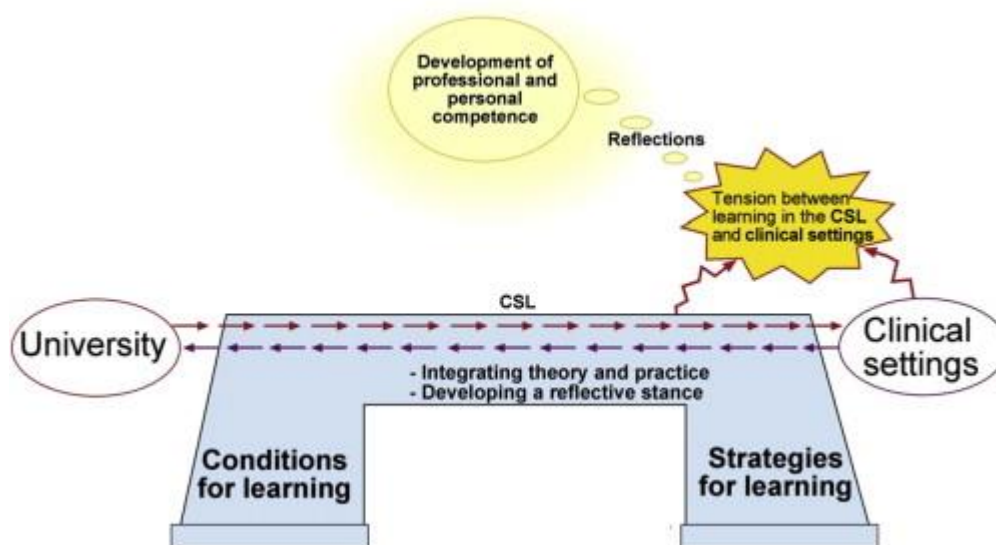 Development of
professional and
personal
competence
Reflections
Tension between
learning in the CSL
and clinical settings
CSL
University
Clinical
settings
- Integrating theory and practice
- Developing a reflective stance
Conditions
for learning
Strategies
for learning